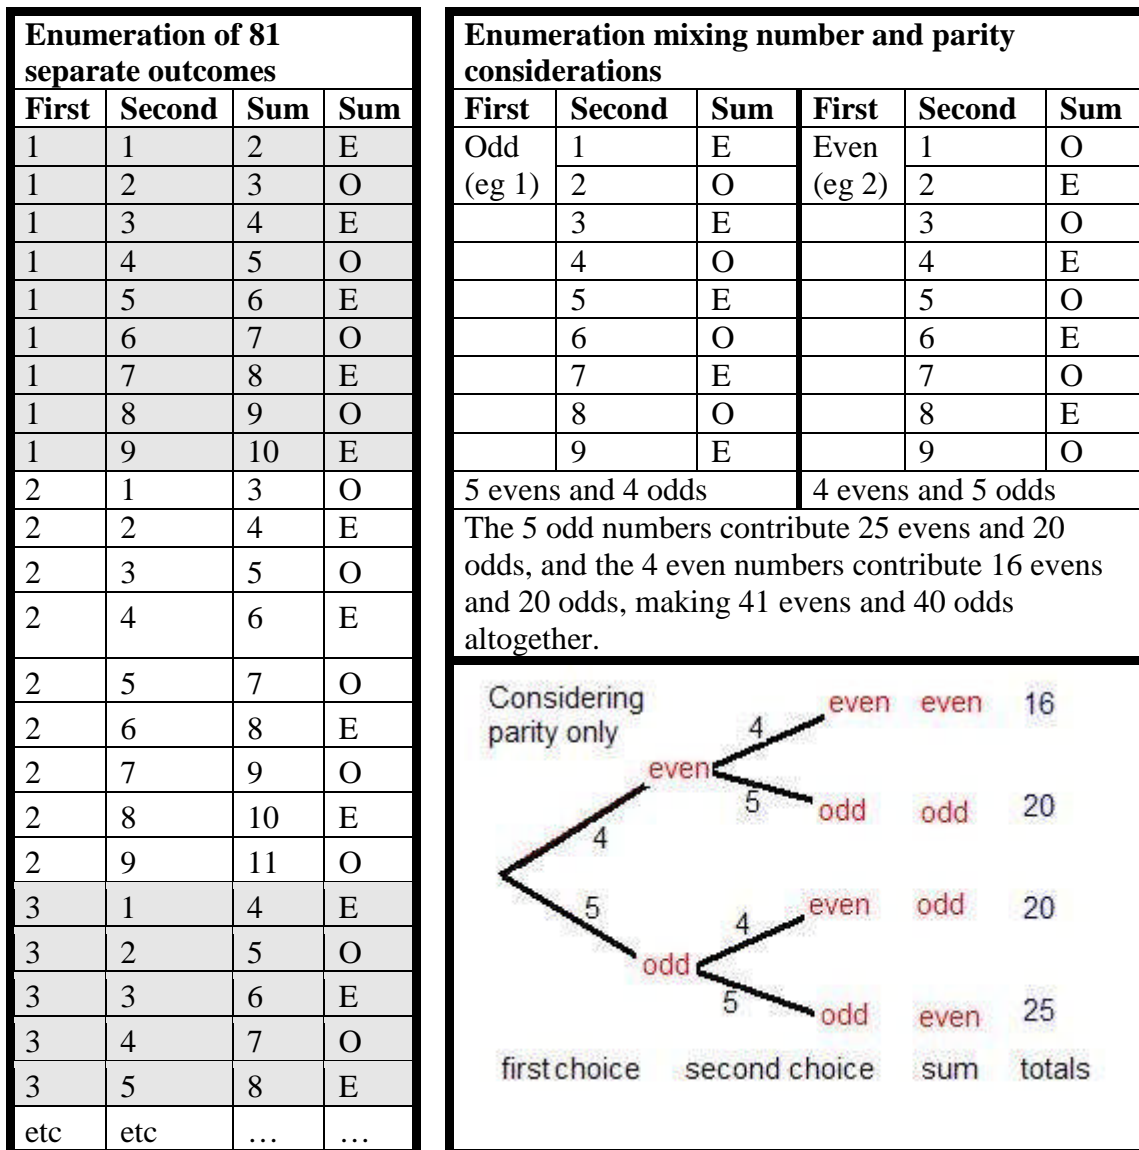 Enumeration of 81
separate outcomes
First Second Sum Sum
1 1 2 E
1 2 3 O
1 3 4 E
1 4 5 O
1 5 6 E
1 6 7 O
1 7 8 E
1 8 9 O
1 9 10 E
2 1 3 O
2 2 4 E
2 3 5 O
2 4 6 E
2 5 7 O
2 6 8 E
2 7 9 O
2 8 10 E
2 9 11 O
3 1 4 E
3 2 5 O
3 3 6 E
3 4 7 O
3 5 8 E
etc etc … …
Enumeration mixing number and parity
considerations
First Second Sum First Second Sum
Odd 1 E Even 1 O
(eg 1) 2 O (eg 2) 2 E
3 E 3 O
4 O 4 E
5 E 5 O
6 O 6 E
7 E 7 O
8 O 8 E
9 E 9 O
5 evens and 4 odds 4 evens and 5 odds
The 5 odd numbers contribute 25 evens and 20
odds, and the 4 even numbers contribute 16 evens
and 20 odds, making 41 evens and 40 odds
altogether.
Considering
parity only
4 even even 16
even
5 odd odd 20
4
5
4 even odd 20
odd
5 odd even 25
first choice second choice sum totals